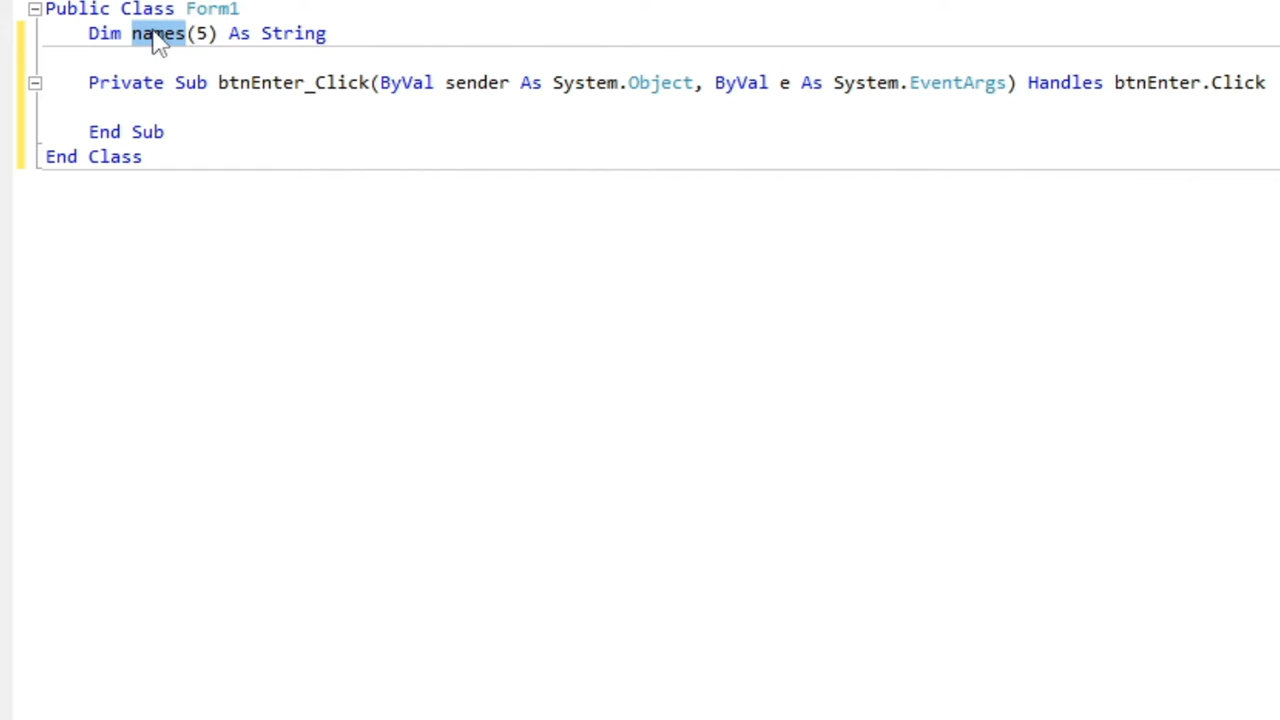 Public Class Form1
Dim names(5) As String
Private Sub btnEnter_Click(ByVal sender As System.Object, ByVal e As System.EventArgs) Handles btnEnter.Click
End Sub
End Class